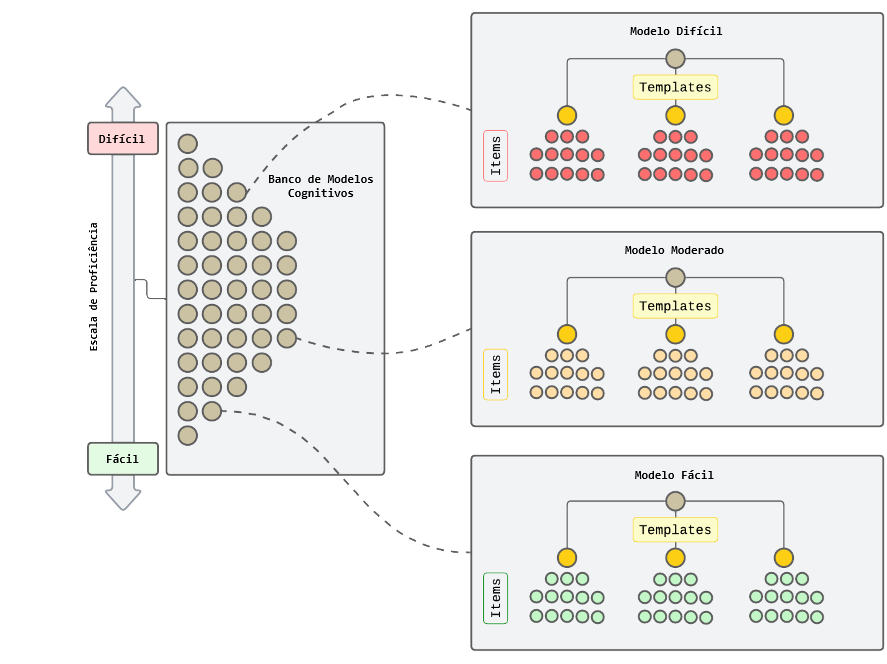 Difícil
Escala de Proficiência
Fácil
Banco de Modelos
Cognitivos
Modelo Difícil
Templates
Items
Modelo Moderado
Templates
Items
Modelo Fácil
Templates
Items